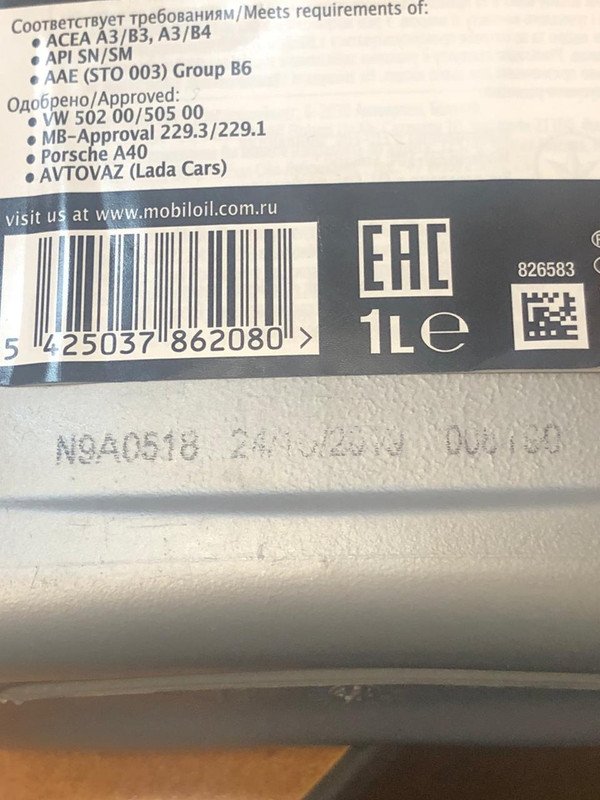 Соответствует требованиям/Meets requirements of:
• ACEA A3/B3, A3/B4
• API SN/SM
• AAE (STO 003) Group B6
Одобрено/Approved:
• VW 502 00/505 00
• MB-Approval 229.3/229.1
• Porsche A40
• AVTOVAZ (Lada Cars)
visit us at www.mobiloil.com.ru
EAC
826583
1L℮
5 425037 862080 >
N9A0518